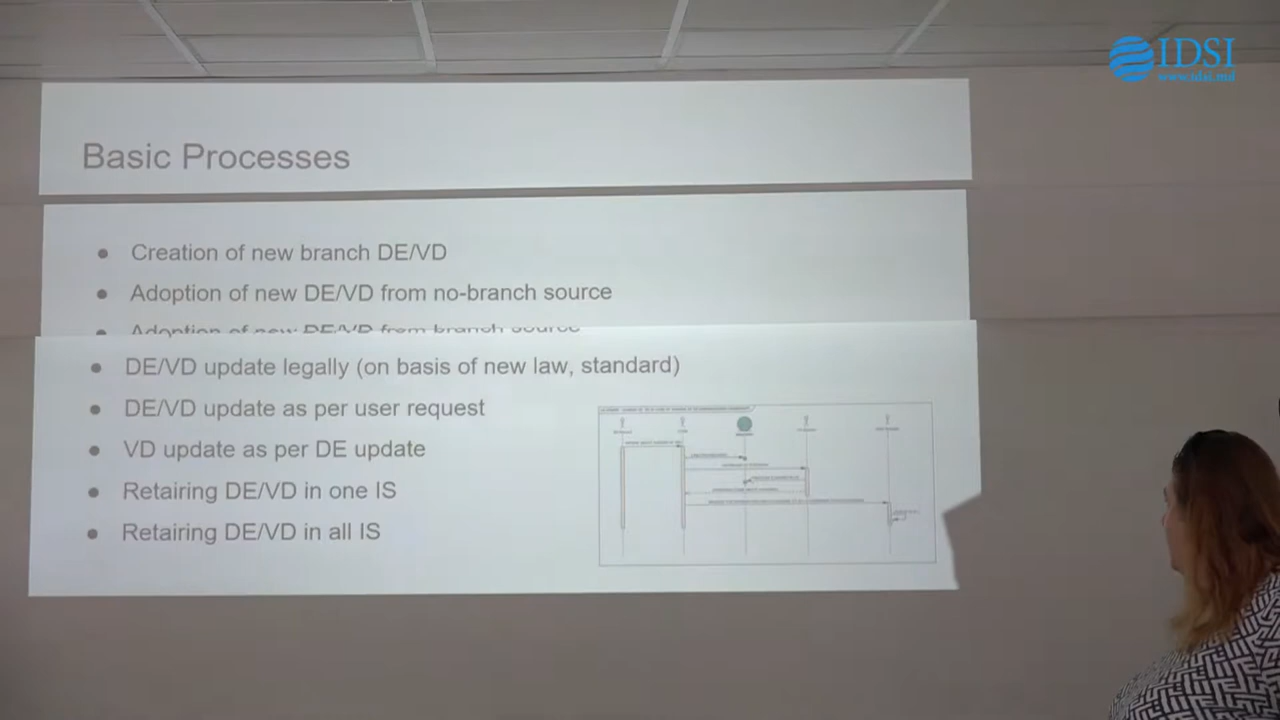 IDSI
www.idsi.md
Basic Processes
• Creation of new branch DE/VD
• Adoption of new DE/VD from no-branch source
• Adoption of new DE/VD from branch source
• DE/VD update legally (on basis of new law, standard)
• DE/VD update as per user request
• VD update as per DE update
• Retairing DE/VD in one IS
• Retairing DE/VD in all IS